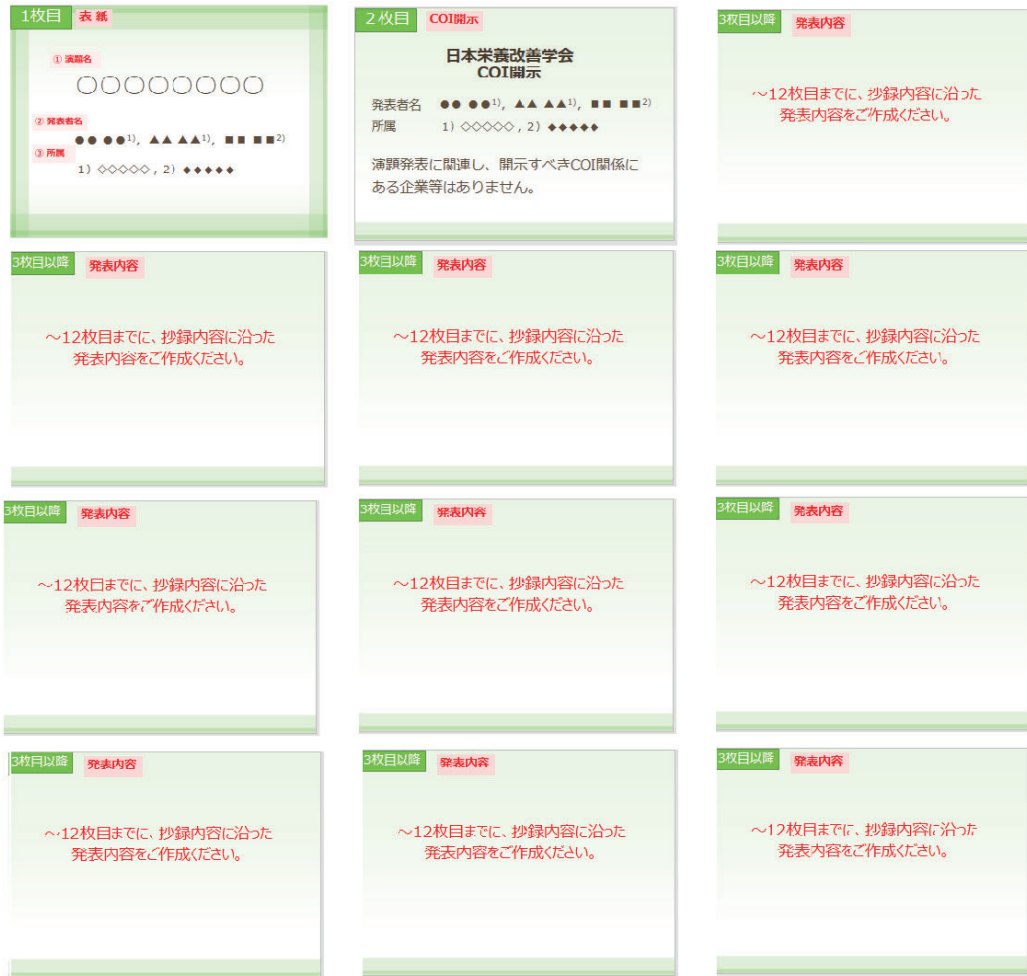 1枚目 表 紙
① 演題名
〇〇〇〇〇〇〇〇
② 発表者名
●● ●●1), ▲▲ ▲▲1), ■■ ■■2)
③ 所属
1) ◇◇◇◇◇ , 2) ◆◆◆◆◆
2枚目 COI開示
日本栄養改善学会
COI開示
発表者名 ●● ●●1), ▲▲ ▲▲1), ■■ ■■2)
所属 1) ◇◇◇◇◇ , 2) ◆◆◆◆◆
演題発表に関連し、開示すべきCOI関係に
ある企業等はありません。
3枚目以降 発表内容
～12枚目までに、抄録内容に沿った
発表内容をご作成ください。
3枚目以降 発表内容
～12枚目までに、抄録内容に沿った
発表内容をご作成ください。
3枚目以降 発表内容
～12枚目までに、抄録内容に沿った
発表内容をご作成ください。
3枚目以降 発表内容
～12枚目までに、抄録内容に沿った
発表内容をご作成ください。
3枚目以降 発表内容
～12枚目までに、抄録内容に沿った
発表内容をご作成ください。
3枚目以降 発表内容
～12枚目までに、抄録内容に沿った
発表内容をご作成ください。
3枚目以降 発表内容
～12枚目までに、抄録内容に沿った
発表内容をご作成ください。
3枚目以降 発表内容
～12枚目までに、抄録内容に沿った
発表内容をご作成ください。
3枚目以降 発表内容
～12枚目までに、抄録内容に沿った
発表内容をご作成ください。
3枚目以降 発表内容
～12枚目までに、抄録内容に沿った
発表内容をご作成ください。